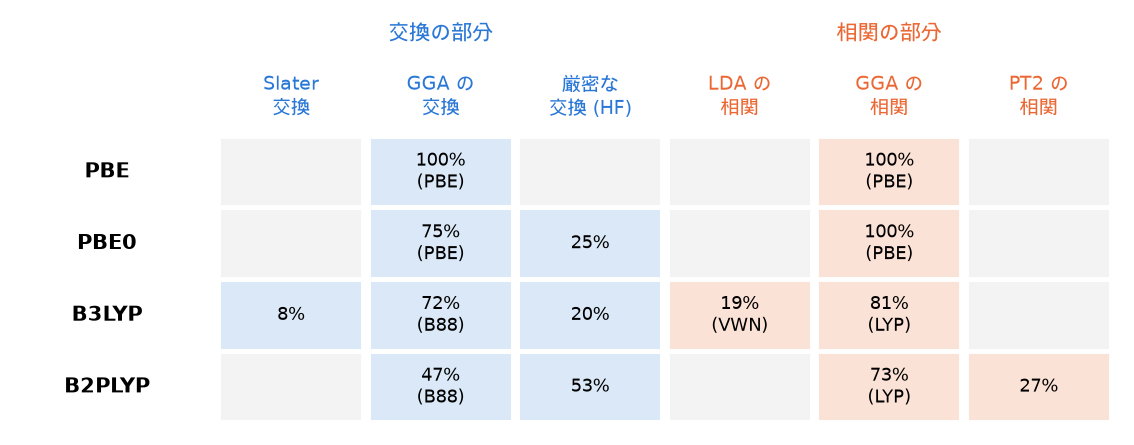 交換の部分
相関の部分
Slater
交換
GGA の
交換
厳密な
交換 (HF)
LDA の
相関
GGA の
相関
PT2 の
相関
PBE
100%
(PBE)
100%
(PBE)
PBE0
75%
(PBE)
25%
100%
(PBE)
B3LYP
8%
72%
(B88)
20%
19%
(VWN)
81%
(LYP)
B2PLYP
47%
(B88)
53%
73%
(LYP)
27%